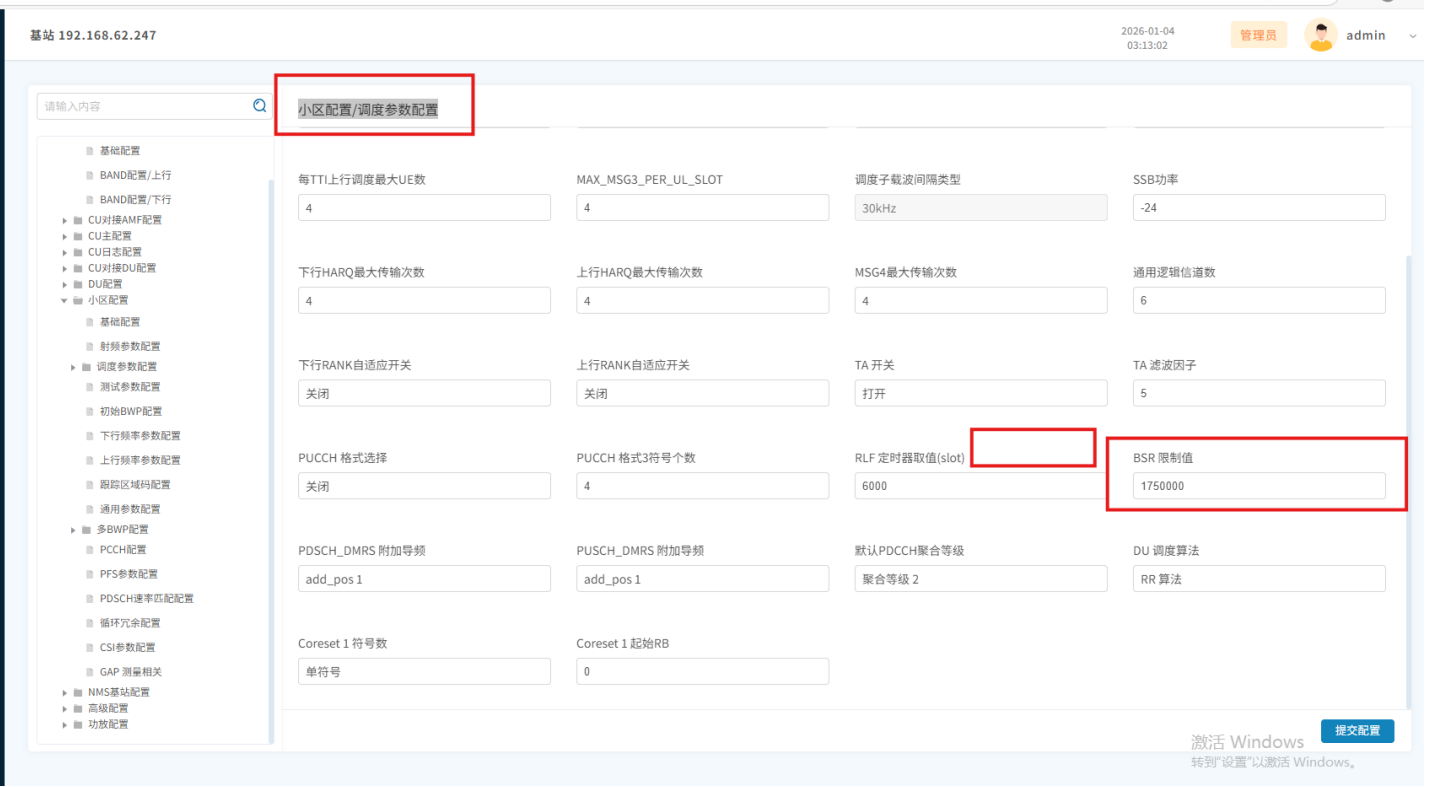 基站 192.168.62.247
2026-01-04
03:13:02
管理员
admin
请输入内容
基础配置
BAND配置/上行
BAND配置/下行
CU对接AMF配置
CU主配置
CU日志配置
CU对接DU配置
DU配置
小区配置
基础配置
射频参数配置
调度参数配置
测试参数配置
初始BWP配置
下行频率参数配置
上行频率参数配置
跟踪区域码配置
通用参数配置
多BWP配置
PCCH配置
PFS参数配置
PDSCH速率匹配配置
循环冗余配置
CSI参数配置
GAP 测量相关
NMS基站配置
高级配置
功放配置
小区配置/调度参数配置
每TTI上行调度最大UE数 MAX_MSG3_PER_UL_SLOT 调度子载波间隔类型 SSB功率
4 4 30kHz -24
下行HARQ最大传输次数 上行HARQ最大传输次数 MSG4最大传输次数 通用逻辑信道数
4 4 4 6
下行RANK自适应开关 上行RANK自适应开关 TA 开关 TA 滤波因子
关闭 关闭 打开 5
PUCCH 格式选择 PUCCH 格式3符号个数 RLF 定时器取值(slot) BSR 限制值
关闭 4 6000 1750000
PDSCH_DMRS 附加导频 PUSCH_DMRS 附加导频 默认PDCCH聚合等级 DU 调度算法
add_pos 1 add_pos 1 聚合等级 2 RR 算法
Coreset 1 符号数 Coreset 1 起始RB
单符号 0
提交配置
激活 Windows
转到"设置"以激活 Windows。